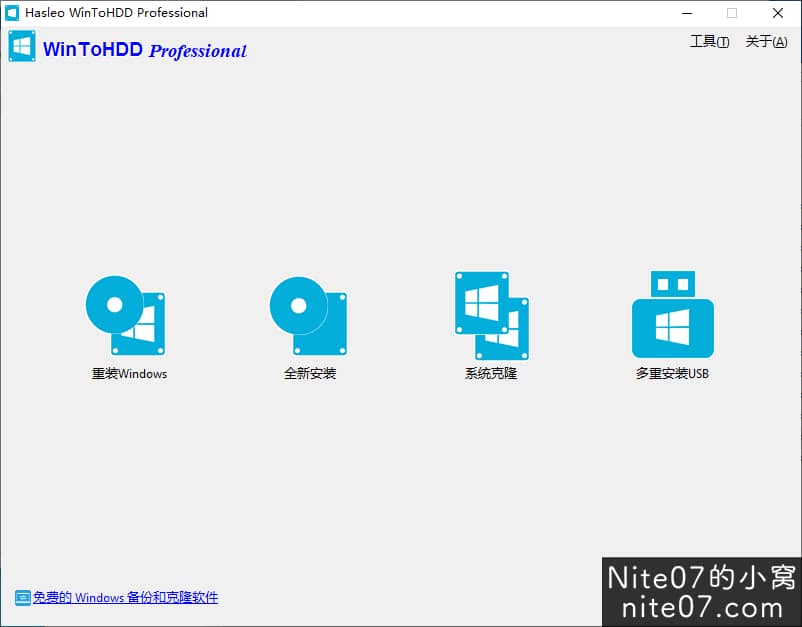 Hasleo WinToHDD Professional
WinToHDD Professional
工具(T) 关于(A)
重装Windows
全新安装
系统克隆
多重安装USB
免费的 Windows 备份和克隆软件
Nite07的小窝
nite07.com